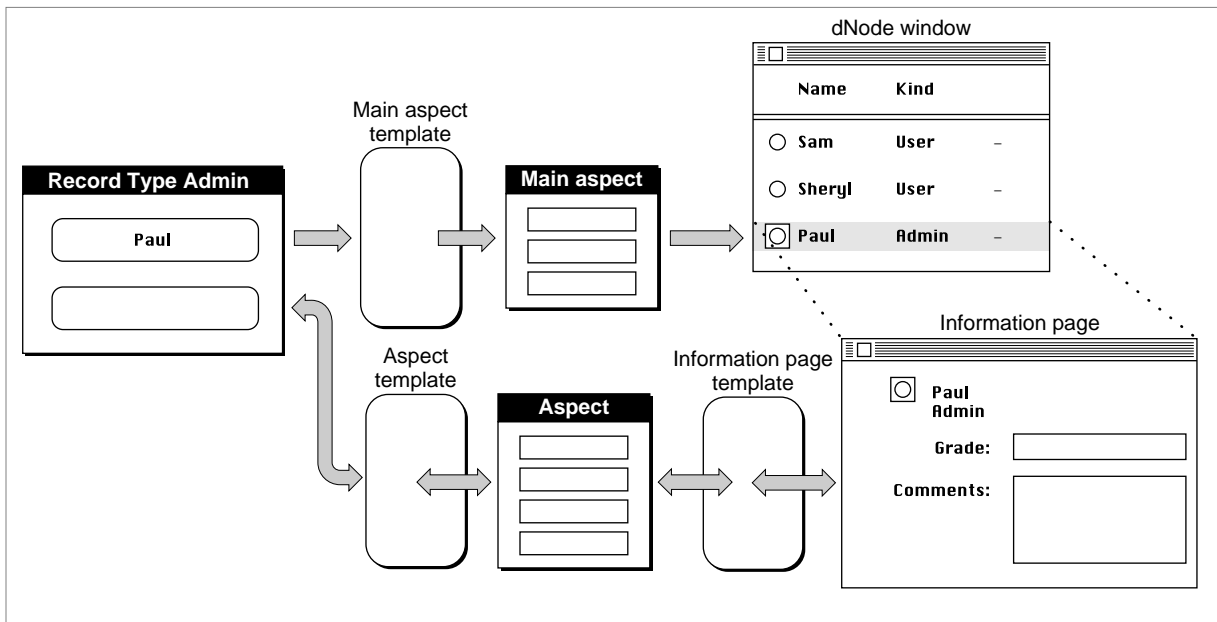 dNode window
Name Kind
Main aspect
template
Sam User –
Record Type Admin
Main aspect
Sheryl User –
Paul
Paul Admin –
Information page
Aspect
template
Information page
template
Aspect
Paul
Admin
Grade:
Comments: